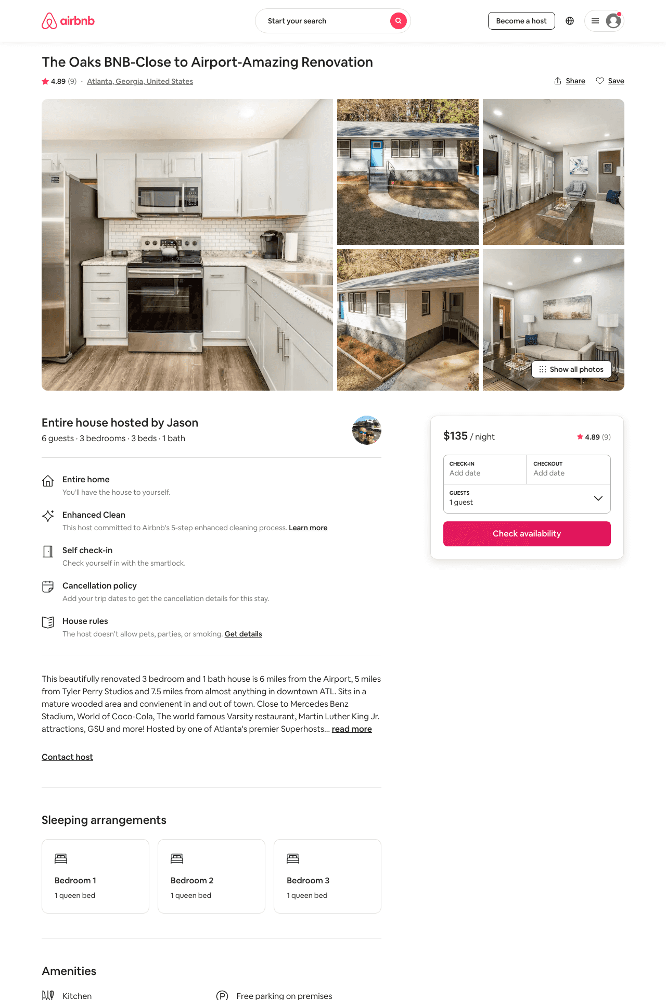 airbnb
Start your search
Become a host
The Oaks BNB-Close to Airport-Amazing Renovation
4.89 (9) · Atlanta, Georgia, United States
Share
Save
Show all photos
Entire house hosted by Jason
6 guests · 3 bedrooms · 3 beds · 1 bath
$135 / night
4.89 (9)
CHECK-IN
Add date
CHECKOUT
Add date
GUESTS
1 guest
Check availability
Entire home
You'll have the house to yourself.
Enhanced Clean
This host committed to Airbnb's 5-step enhanced cleaning process. Learn more
Self check-in
Check yourself in with the smartlock.
Cancellation policy
Add your trip dates to get the cancellation details for this stay.
House rules
The host doesn't allow pets, parties, or smoking. Get details
This beautifully renovated 3 bedroom and 1 bath house is 6 miles from the Airport, 5 miles
from Tyler Perry Studios and 7.5 miles from almost anything in downtown ATL. Sits in a
mature wooded area and convienent in and out of town. Close to Mercedes Benz
Stadium, World of Coco-Cola, The world famous Varsity restaurant, Martin Luther King Jr.
attractions, GSU and more! Hosted by one of Atlanta's premier Superhosts... read more
Contact host
Sleeping arrangements
Bedroom 1
1 queen bed
Bedroom 2
1 queen bed
Bedroom 3
1 queen bed
Amenities
Kitchen
Free parking on premises